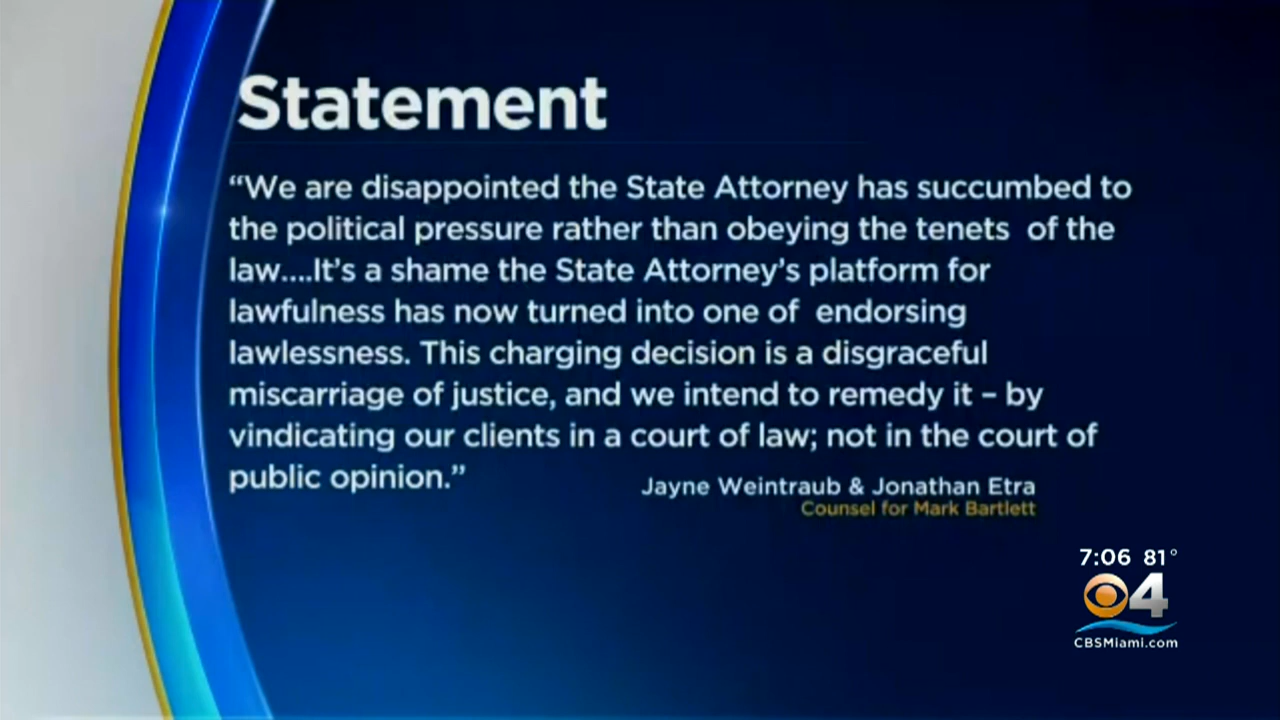 Statement
“We are disappointed the State Attorney has succumbed to
the political pressure rather than obeying the tenets  of the
law....It’s a shame the State Attorney’s platform for
lawfulness has now turned into one of  endorsing
lawlessness. This charging decision is a disgraceful
miscarriage of justice, and we intend to remedy it – by
vindicating our clients in a court of law; not in the court of
public opinion.”
Jayne Weintraub & Jonathan Etra
Counsel for Mark Bartlett
7:06 81°
4
CBSMiami.com